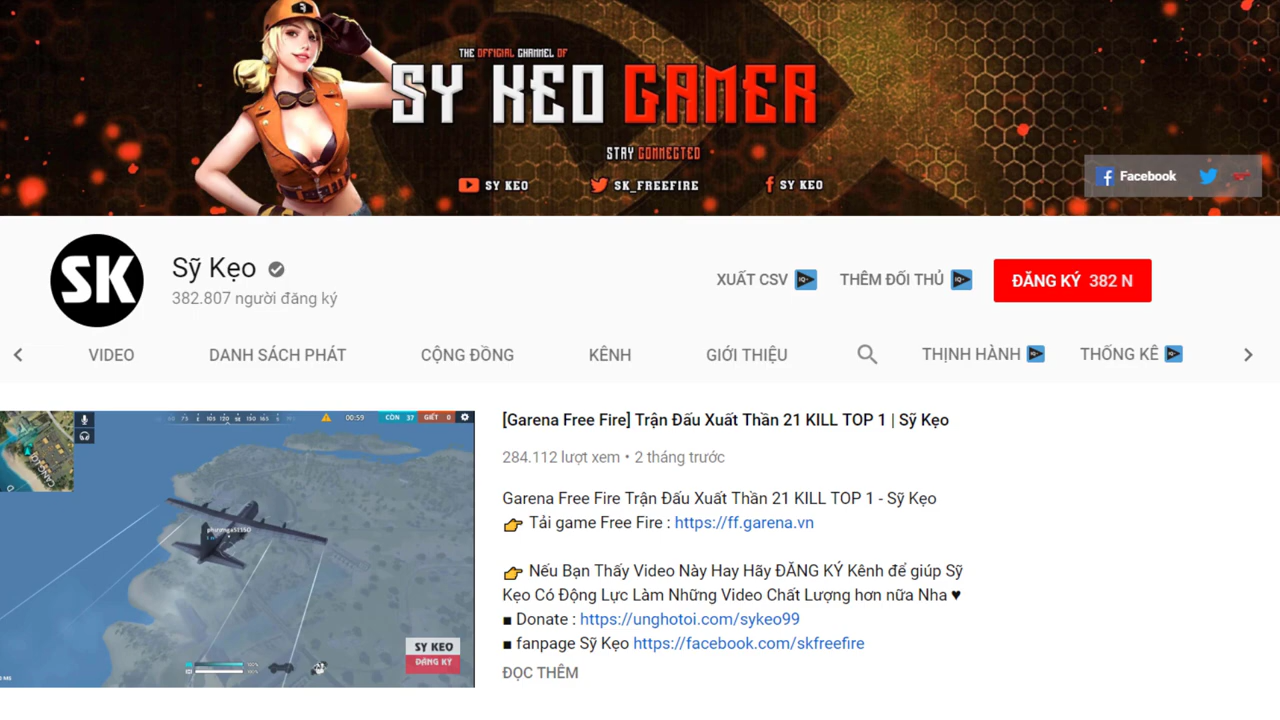 THE OFFICIAL CHANNEL OF
SY KEO GAMER
STAY CONNECTED
SY KEO SK_FREEFIRE SY KEO
Facebook
SK
Sỹ Kẹo
382.807 người đăng ký
XUẤT CSV THÊM ĐỐI THỦ ĐĂNG KÝ 382 N
VIDEO DANH SÁCH PHÁT CỘNG ĐỒNG KÊNH GIỚI THIỆU THỊNH HÀNH THỐNG KÊ
00:59 CÒN 37 GIẾT 0
SY KEO
ĐĂNG KÝ
[Garena Free Fire] Trận Đấu Xuất Thần 21 KILL TOP 1 | Sỹ Kẹo
284.112 lượt xem • 2 tháng trước
Garena Free Fire Trận Đấu Xuất Thần 21 KILL TOP 1 - Sỹ Kẹo
👉 Tải game Free Fire : https://ff.garena.vn
👉 Nếu Bạn Thấy Video Này Hay Hãy ĐĂNG KÝ Kênh để giúp Sỹ
Kẹo Có Động Lực Làm Những Video Chất Lượng hơn nữa Nha ♥
■ Donate : https://unghotoi.com/sykeo99
■ fanpage Sỹ Kẹo https://facebook.com/skfreefire
ĐỌC THÊM